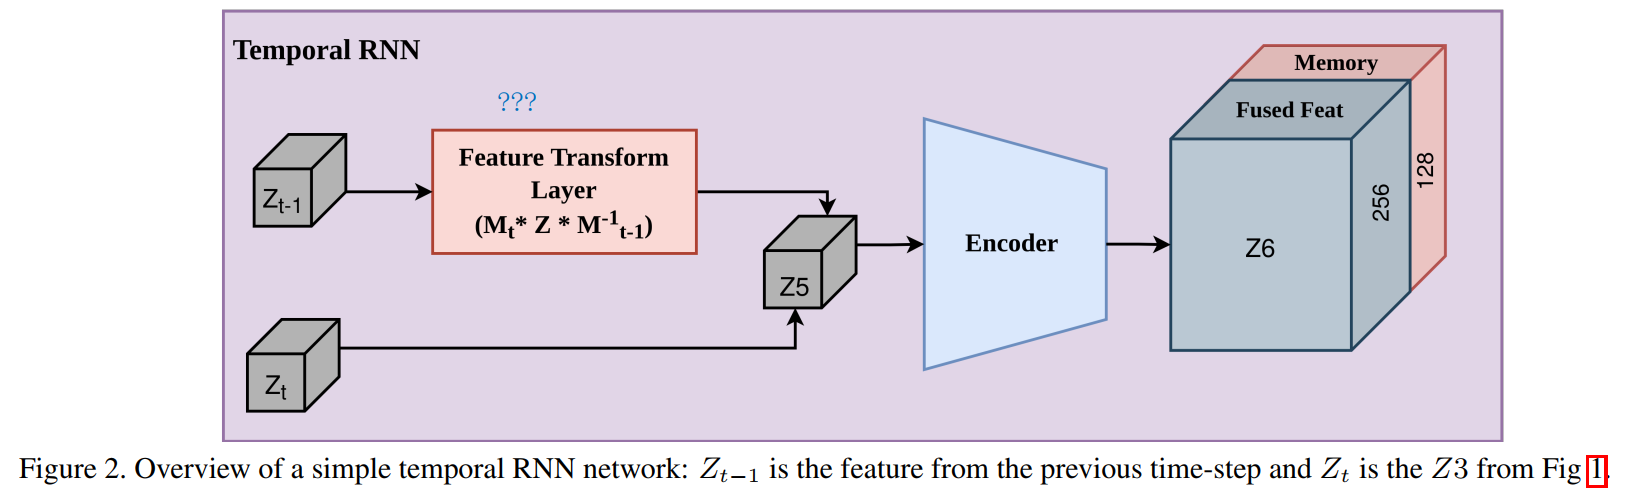 Temporal RNN
???
Z_{t-1}
Feature Transform
Layer
(M_t* Z * M^{-1}_{t-1})
Z_t
Z5
Encoder
Memory
Fused Feat
Z6
256
128
Figure 2. Overview of a simple temporal RNN network: Z_{t−1} is the feature from the previous time-step and Z_t is the Z3 from Fig 1.